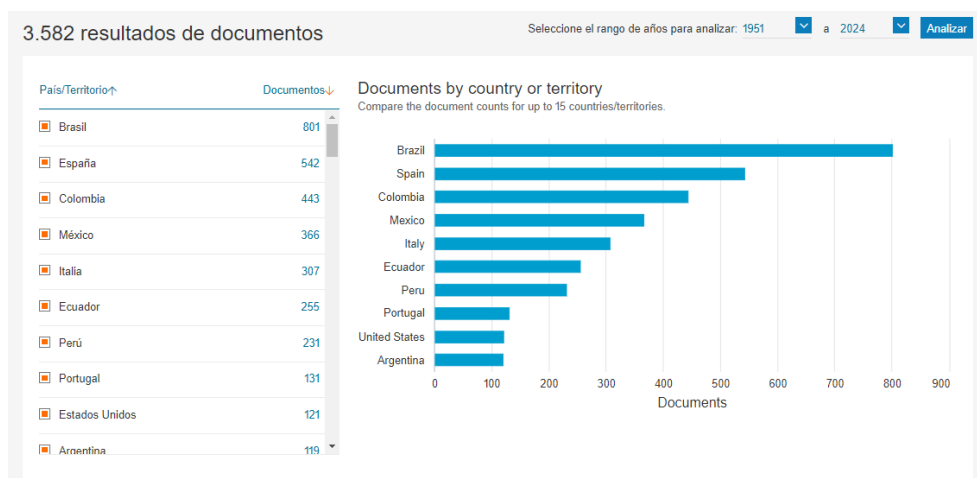 3.582 resultados de documentos
Seleccione el rango de años para analizar: 1951 a 2024 Analizar
País/Territorio↑ Documentos↓
Brasil 801
España 542
Colombia 443
México 366
Italia 307
Ecuador 255
Perú 231
Portugal 131
Estados Unidos 121
Argentina 119
Documents by country or territory
Compare the document counts for up to 15 countries/territories.
Brazil
Spain
Colombia
Mexico
Italy
Ecuador
Peru
Portugal
United States
Argentina
0 100 200 300 400 500 600 700 800 900
Documents